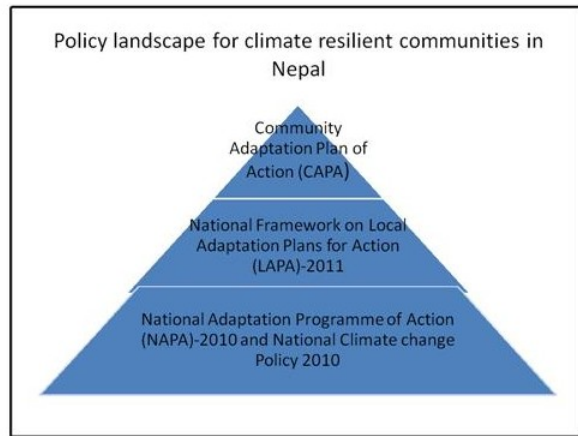 Policy landscape for climate resilient communities in
Nepal
Community
Adaptation Plan of
Action (CAPA)
National Framework on Local
Adaptation Plans for Action
(LAPA)-2011
National Adaptation Programme of Action
(NAPA)-2010 and National Climate change
Policy 2010